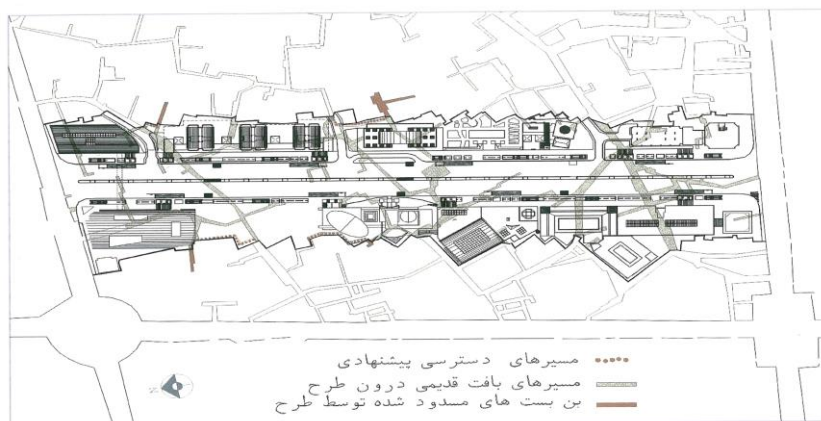 مسیرهای دسترسی پیشنهادی
مسیرهای بافت قدیمی درون طرح
بن بست های مسدود شده توسط طرح